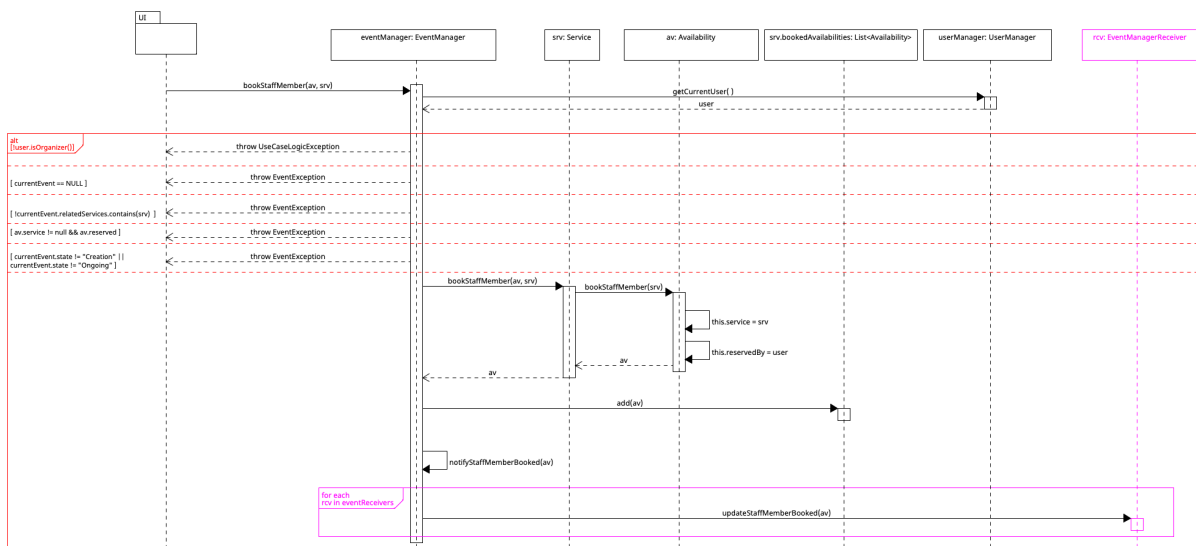 UI
eventManager: EventManager
srv: Service
av: Availability
srv.bookedAvailabilities: List<Availability>
userManager: UserManager
rcv: EventManagerReceiver
bookStaffMember(av, srv)
getCurrentUser( )
user
alt
[!user.isOrganizer()]
throw UseCaseLogicException
throw EventException
[ currentEvent == NULL ]
throw EventException
[ !currentEvent.relatedServices.contains(srv) ]
[ av.service != null && av.reserved ]
throw EventException
[ currentEvent.state != "Creation" ||
currentEvent.state != "Ongoing" ]
throw EventException
bookStaffMember(av, srv)
bookStaffMember(srv)
this.service = srv
this.reservedBy = user
av
av
add(av)
notifyStaffMemberBooked(av)
for each
rcv in eventReceivers
updateStaffMemberBooked(av)